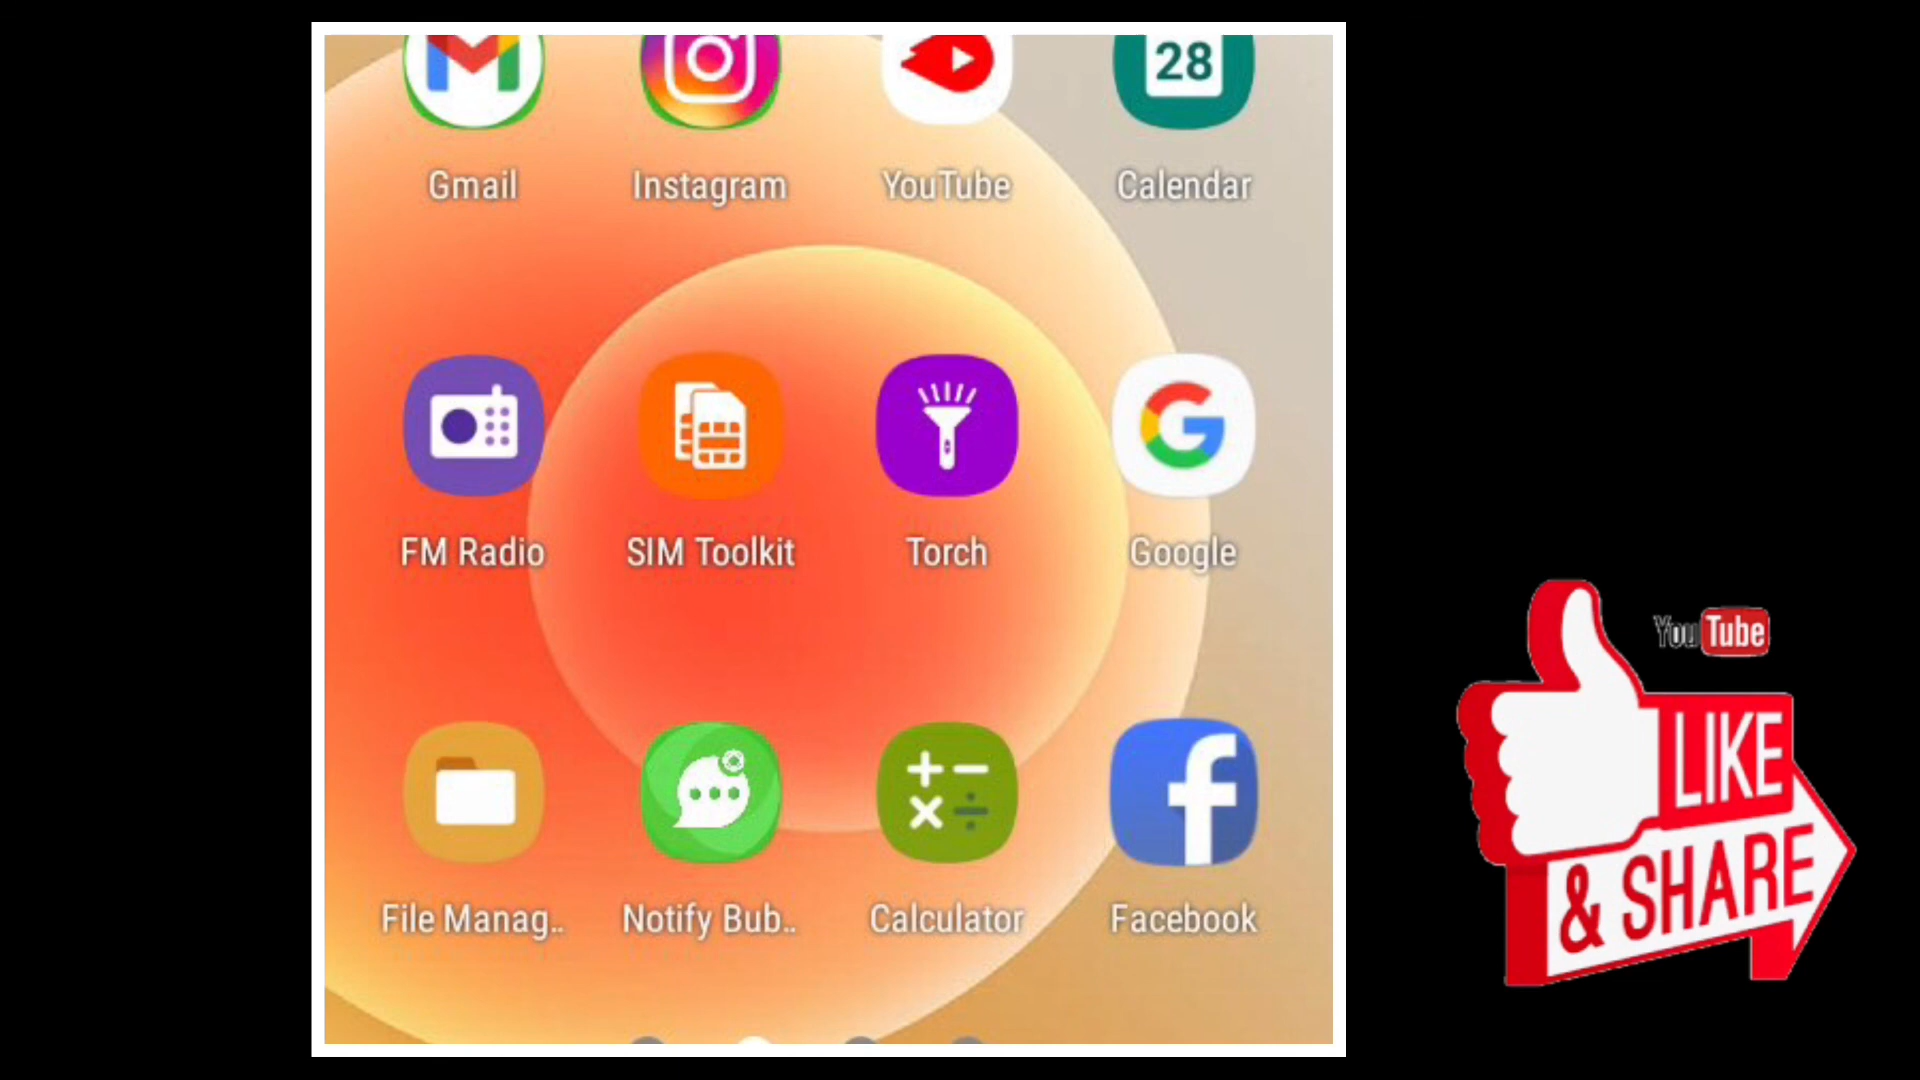 28
Gmail Instagram YouTube Calendar
FM Radio SIM Toolkit Torch Google
File Manag.. Notify Bub.. Calculator Facebook
YouTube
LIKE
& SHARE